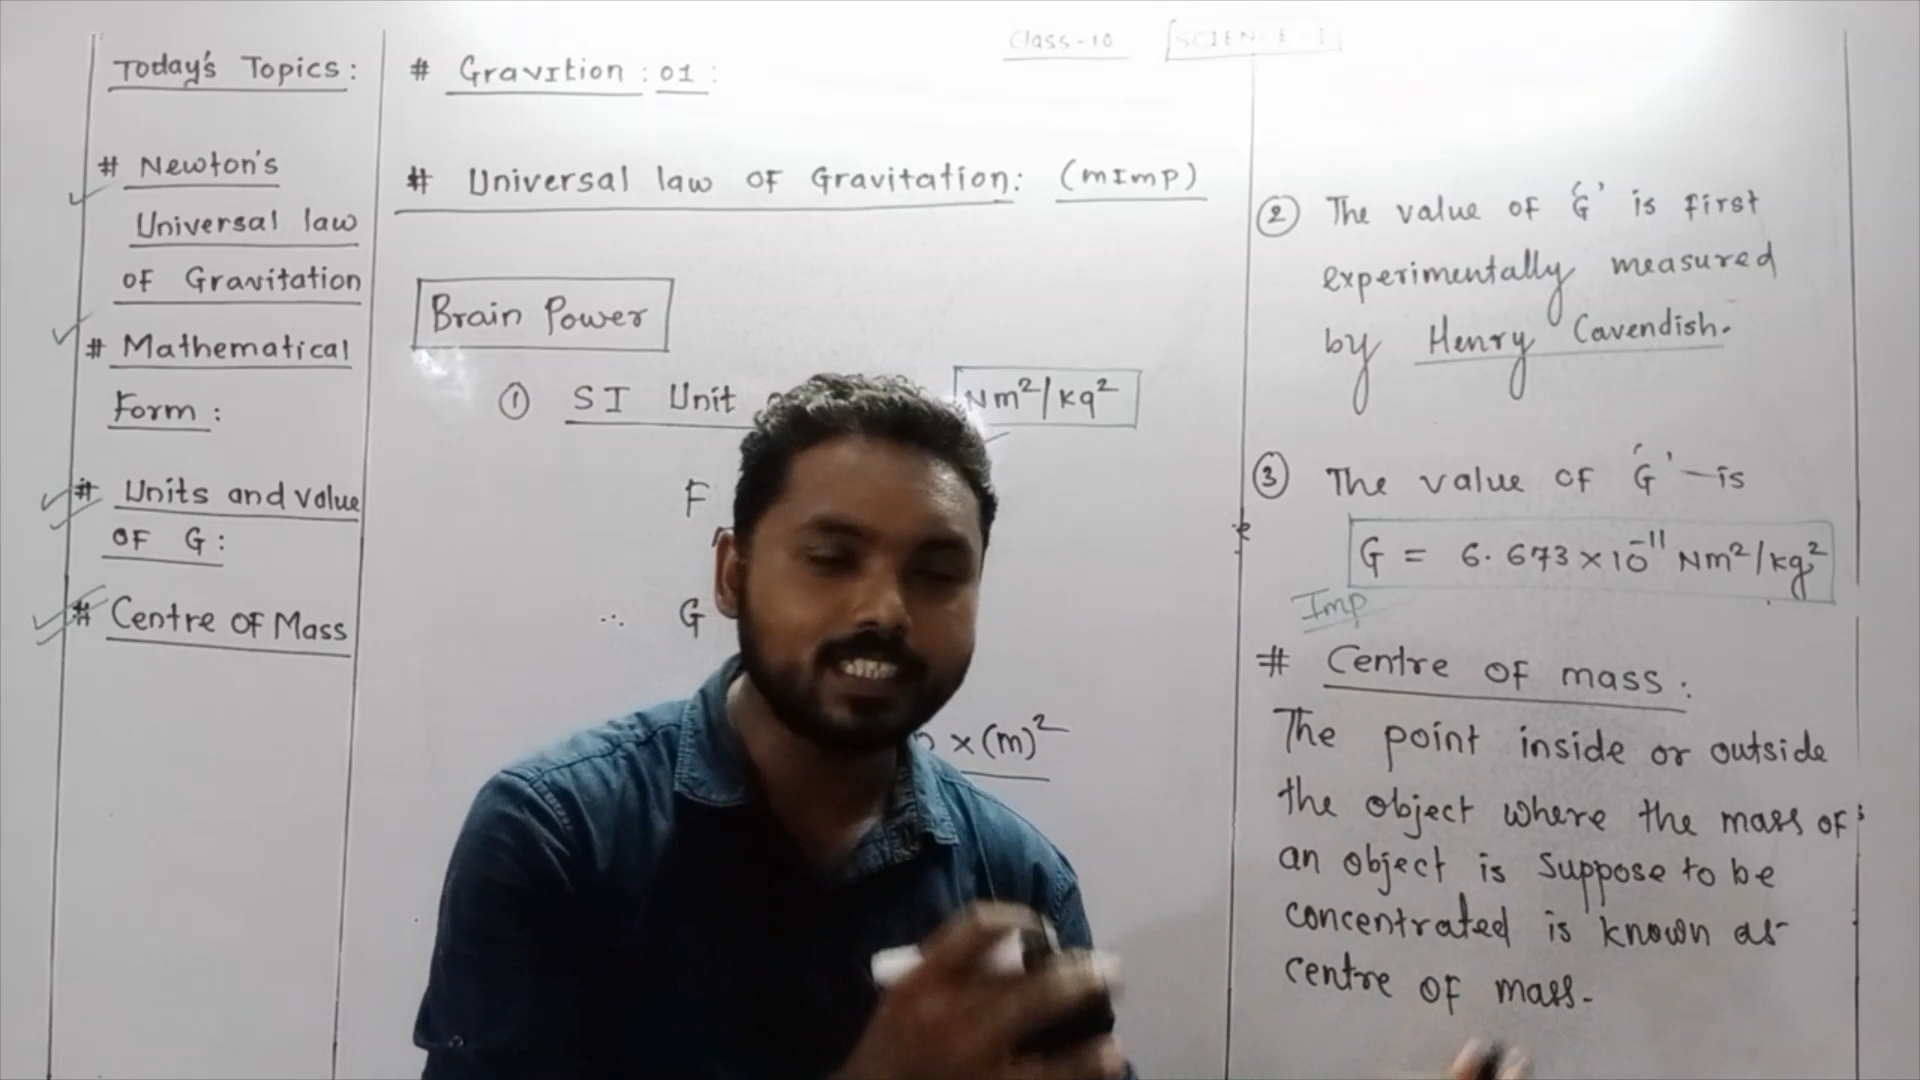 Class-10 SCIENCE-I
Today's Topics:
# Newton's
Universal law
of Gravitation
# Mathematical
Form:
# Units and value
OF G:
# Centre OF Mass
# Gravition: 01:
# Universal law OF Gravitation: (mImp)
Brain Power
① SI Unit Nm²/kg²
F
∴ G
×(m)²
② The value of 'G' is first
experimentally measured
by Henry Cavendish.
③ The value OF 'G' is
G = 6.673×10⁻¹¹ Nm²/kg²
Imp
# Centre OF mass:
The point inside or outside
the object where the mass OF
an object is suppose to be
concentrated is known as
centre OF mass.